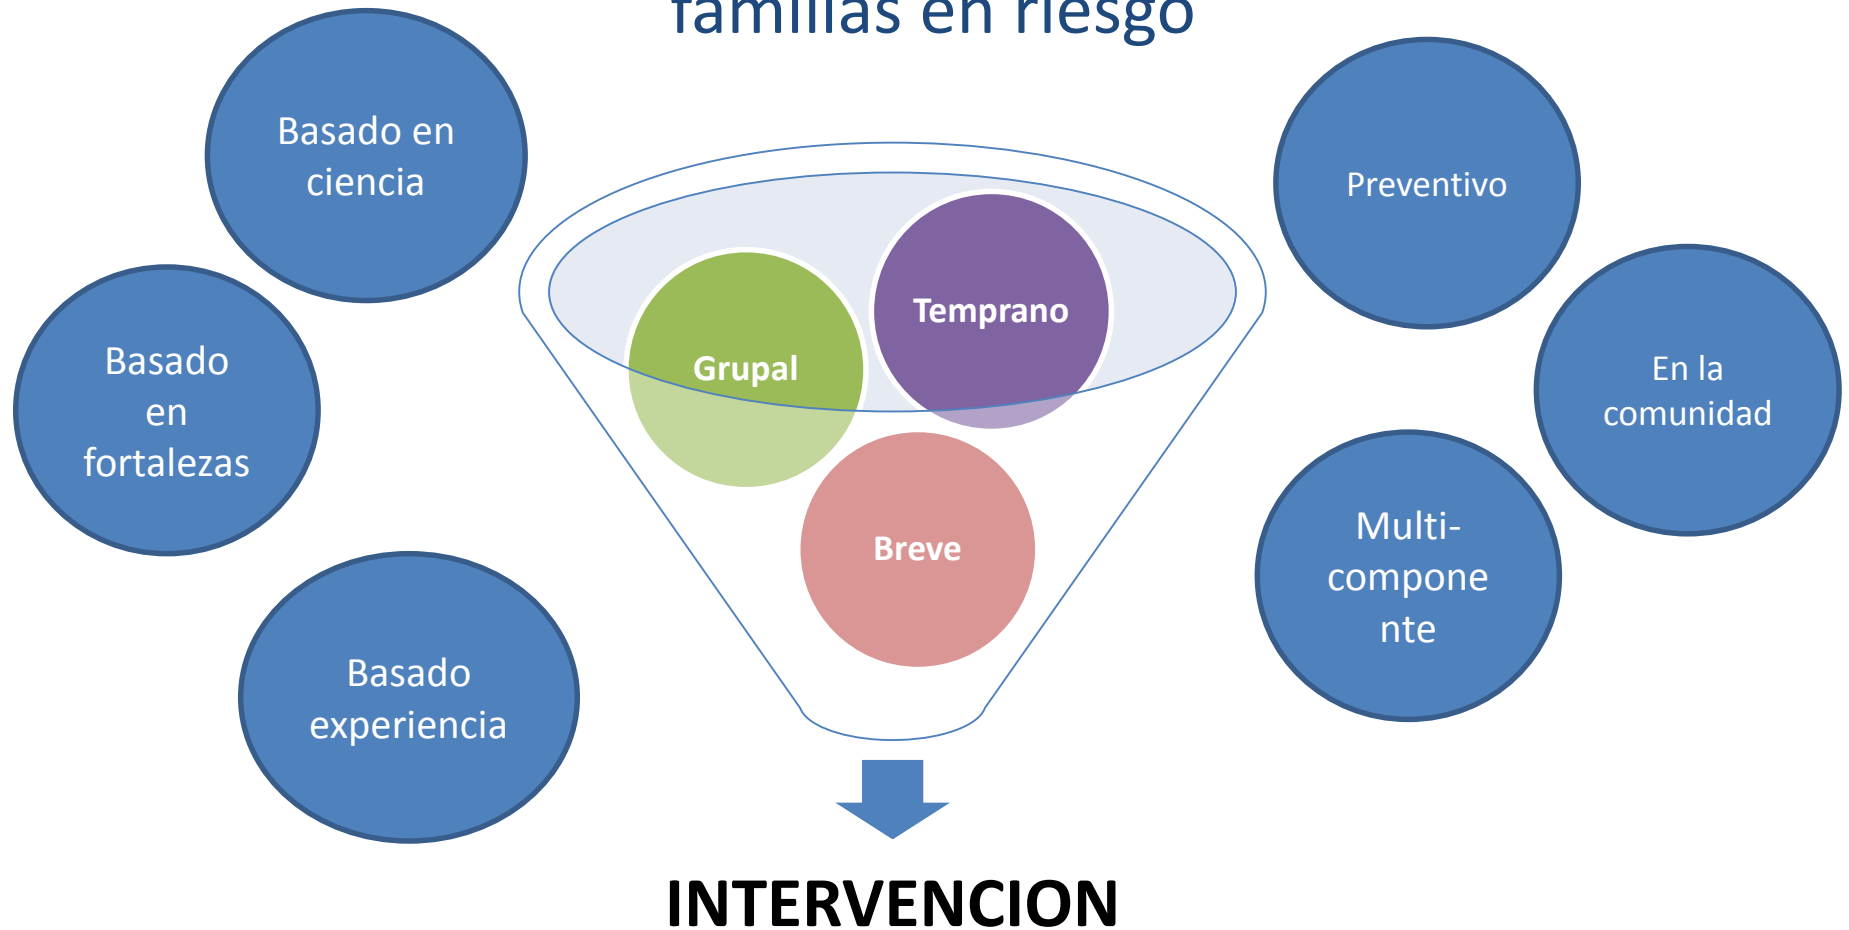 familias en riesgo
Basado en
ciencia
Basado
en
fortalezas
Basado
experiencia
Grupal
Temprano
Breve
Preventivo
En la
comunidad
Multi-
compone
nte
INTERVENCION